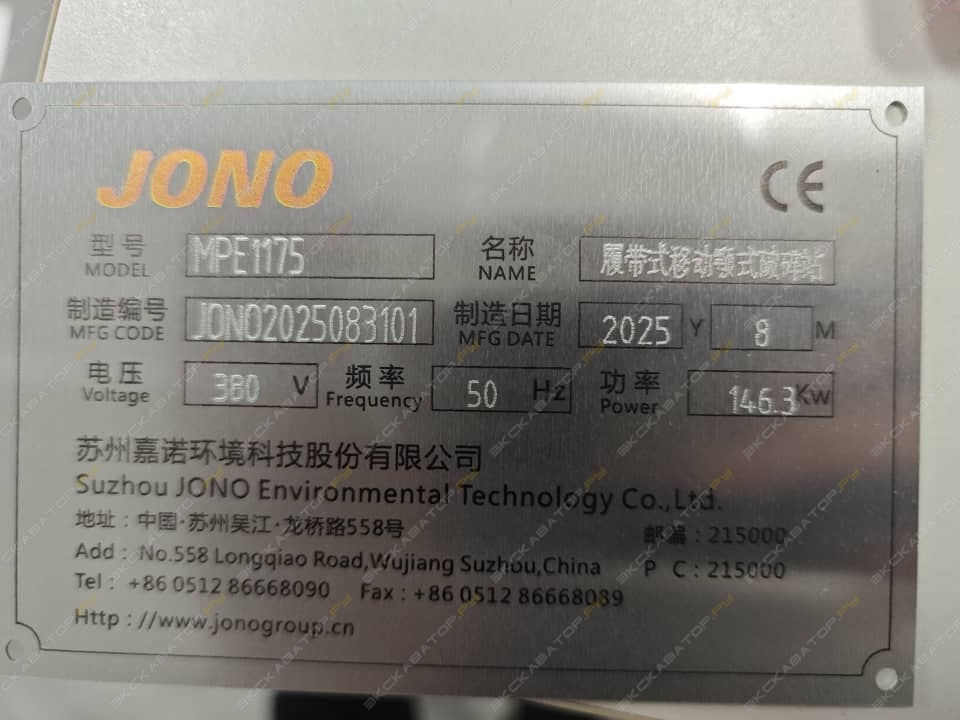 JONO CE
型号 MPE1175 名称 履带式移动颚式破碎站
MODEL NAME
制造编号 JONO2025083101 制造日期 2025 Y 8 M
MFG CODE MFG DATE
电压 380 V 频率 50 Hz 功率 146.3 Kw
Voltage Frequency Power
苏州嘉诺环境科技股份有限公司
Suzhou JONO Environmental Technology Co.,Ltd.
地址：中国·苏州吴江·龙桥路558号 邮编：215000
Add：No.558 Longqiao Road,Wujiang Suzhou,China P C：215000
Tel：+86 0512 86668090 Fax：+86 0512 86668089
Http：//www.jonogroup.cn
ЭКСКАВАТОР.РУ